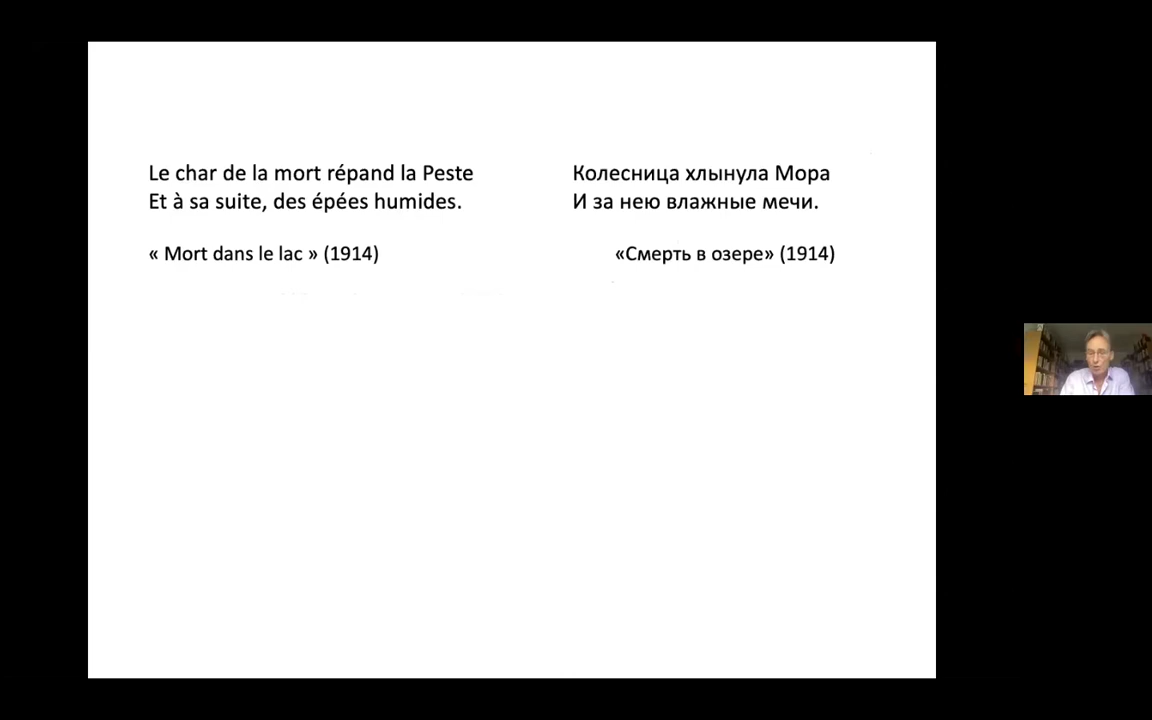 Le char de la mort répand la Peste
Et à sa suite, des épées humides.
« Mort dans le lac » (1914)
Колесница хлынула Мора
И за нею влажные мечи.
«Смерть в озере» (1914)